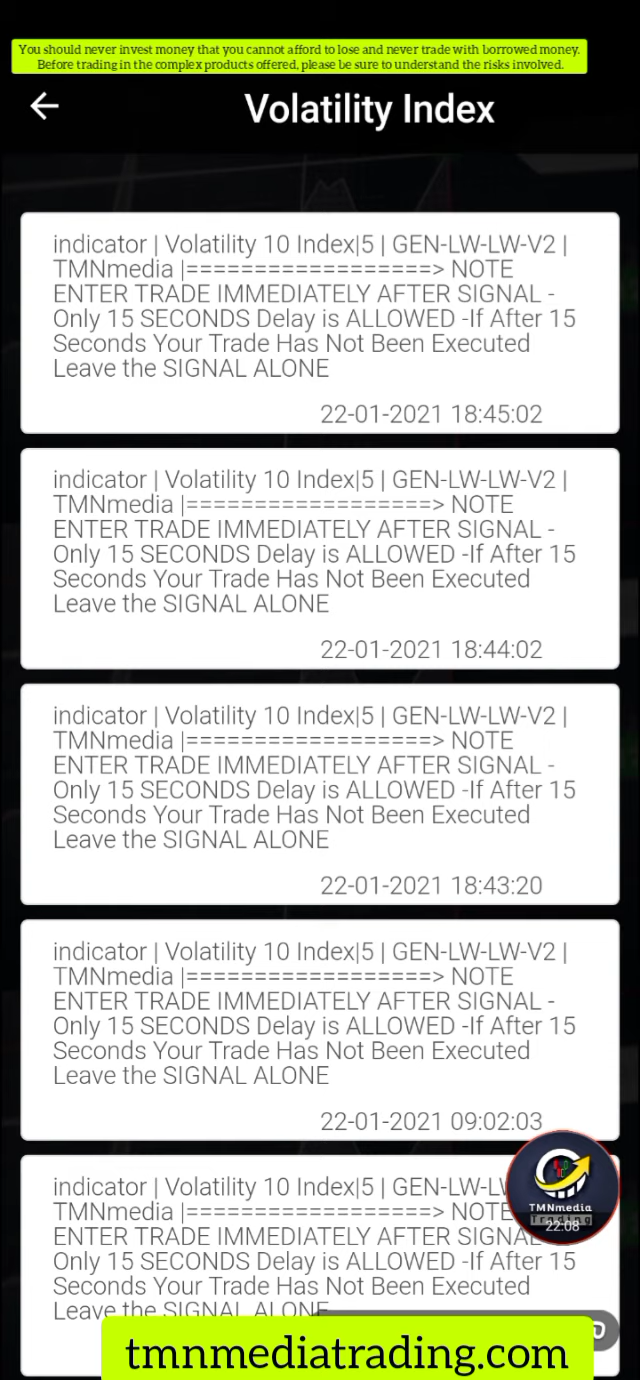 You should never invest money that you cannot afford to lose and never trade with borrowed money.
Before trading in the complex products offered, please be sure to understand the risks involved.
Volatility Index
indicator | Volatility 10 Index|5 | GEN-LW-LW-V2 |
TMNmedia |==================> NOTE
ENTER TRADE IMMEDIATELY AFTER SIGNAL -
Only 15 SECONDS Delay is ALLOWED -If After 15
Seconds Your Trade Has Not Been Executed
Leave the SIGNAL ALONE
22-01-2021 18:45:02
indicator | Volatility 10 Index|5 | GEN-LW-LW-V2 |
TMNmedia |==================> NOTE
ENTER TRADE IMMEDIATELY AFTER SIGNAL -
Only 15 SECONDS Delay is ALLOWED -If After 15
Seconds Your Trade Has Not Been Executed
Leave the SIGNAL ALONE
22-01-2021 18:44:02
indicator | Volatility 10 Index|5 | GEN-LW-LW-V2 |
TMNmedia |==================> NOTE
ENTER TRADE IMMEDIATELY AFTER SIGNAL -
Only 15 SECONDS Delay is ALLOWED -If After 15
Seconds Your Trade Has Not Been Executed
Leave the SIGNAL ALONE
22-01-2021 18:43:20
indicator | Volatility 10 Index|5 | GEN-LW-LW-V2 |
TMNmedia |==================> NOTE
ENTER TRADE IMMEDIATELY AFTER SIGNAL -
Only 15 SECONDS Delay is ALLOWED -If After 15
Seconds Your Trade Has Not Been Executed
Leave the SIGNAL ALONE
22-01-2021 09:02:03
indicator | Volatility 10 Index|5 | GEN-LW-LW
TMNmedia |==================> NOTE
ENTER TRADE IMMEDIATELY AFTER SIGNAL
Only 15 SECONDS Delay is ALLOWED -If After 15
Seconds Your Trade Has Not Been Executed
Leave the SIGNAL ALONE
TMNmedia
Trading
22:08
tmnmediatrading.com